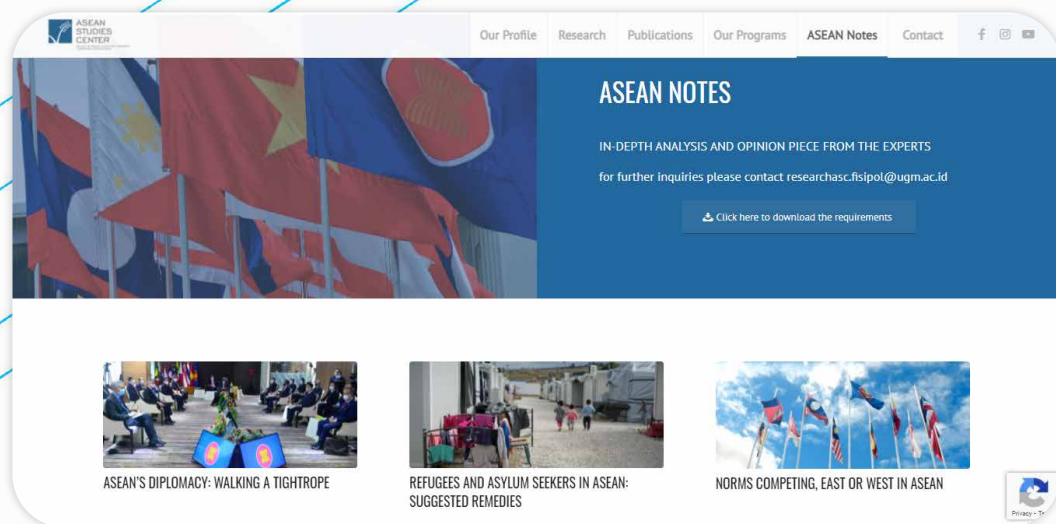 ASEAN
STUDIES
CENTER
Our Profile
Research
Publications
Our Programs
ASEAN Notes
Contact
ASEAN NOTES
IN-DEPTH ANALYSIS AND OPINION PIECE FROM THE EXPERTS
for further inquiries please contact researchasc.fisipol@ugm.ac.id
Click here to download the requirements
ASEAN'S DIPLOMACY: WALKING A TIGHTROPE
REFUGEES AND ASYLUM SEEKERS IN ASEAN:
SUGGESTED REMEDIES
NORMS COMPETING, EAST OR WEST IN ASEAN
Privacy